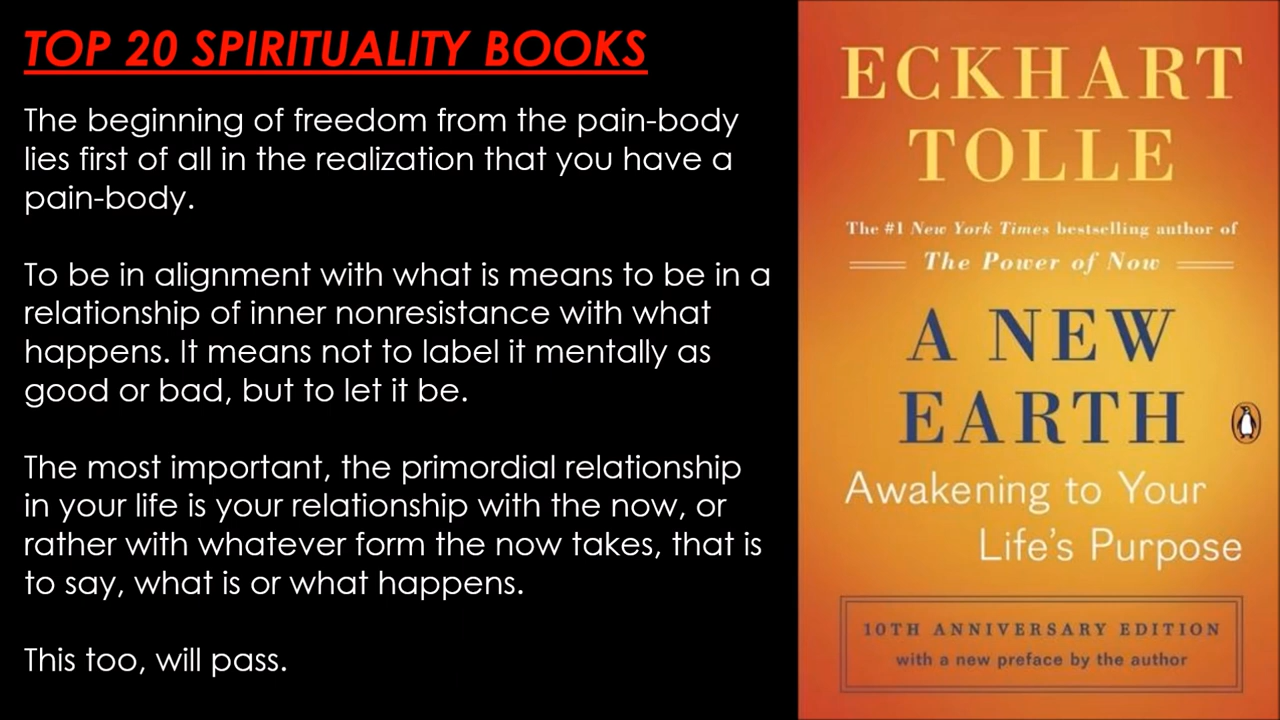 TOP 20 SPIRITUALITY BOOKS
The beginning of freedom from the pain-body
lies first of all in the realization that you have a
pain-body.
To be in alignment with what is means to be in a
relationship of inner nonresistance with what
happens. It means not to label it mentally as
good or bad, but to let it be.
The most important, the primordial relationship
in your life is your relationship with the now, or
rather with whatever form the now takes, that is
to say, what is or what happens.
This too, will pass.
ECKHART
TOLLE
The #1 New York Times bestselling author of
The Power of Now
A NEW
EARTH
Awakening to Your
Life's Purpose
10TH ANNIVERSARY EDITION
with a new preface by the author